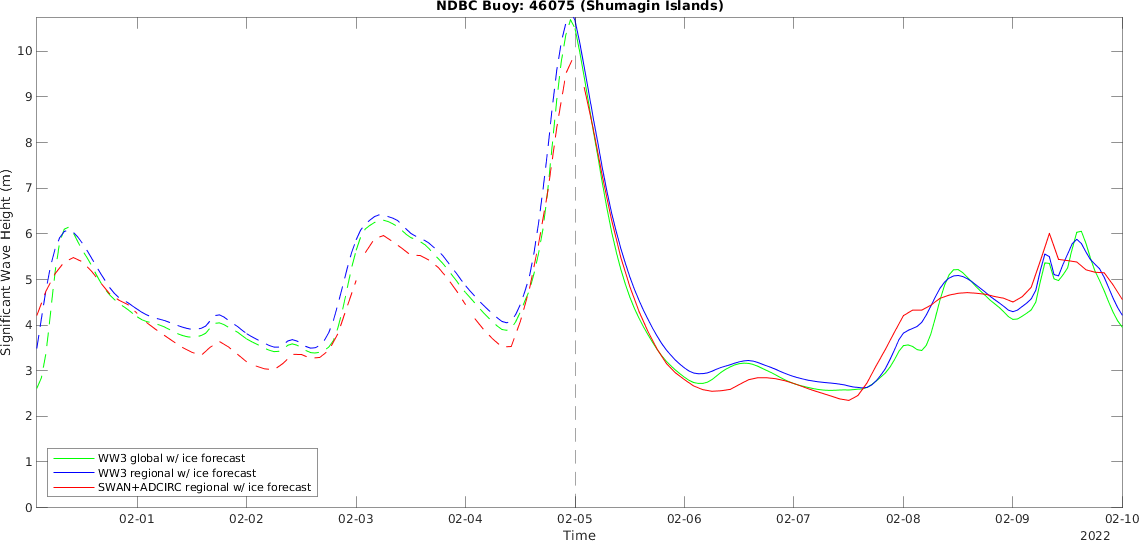 NDBC Buoy: 46075 (Shumagin Islands)
Significant Wave Height (m)
10
9
8
7
6
5
4
3
2
1
0
WW3 global w/ ice forecast
WW3 regional w/ ice forecast
SWAN+ADCIRC regional w/ ice forecast
02-01 02-02 02-03 02-04 02-05 02-06 02-07 02-08 02-09 02-10
Time
2022